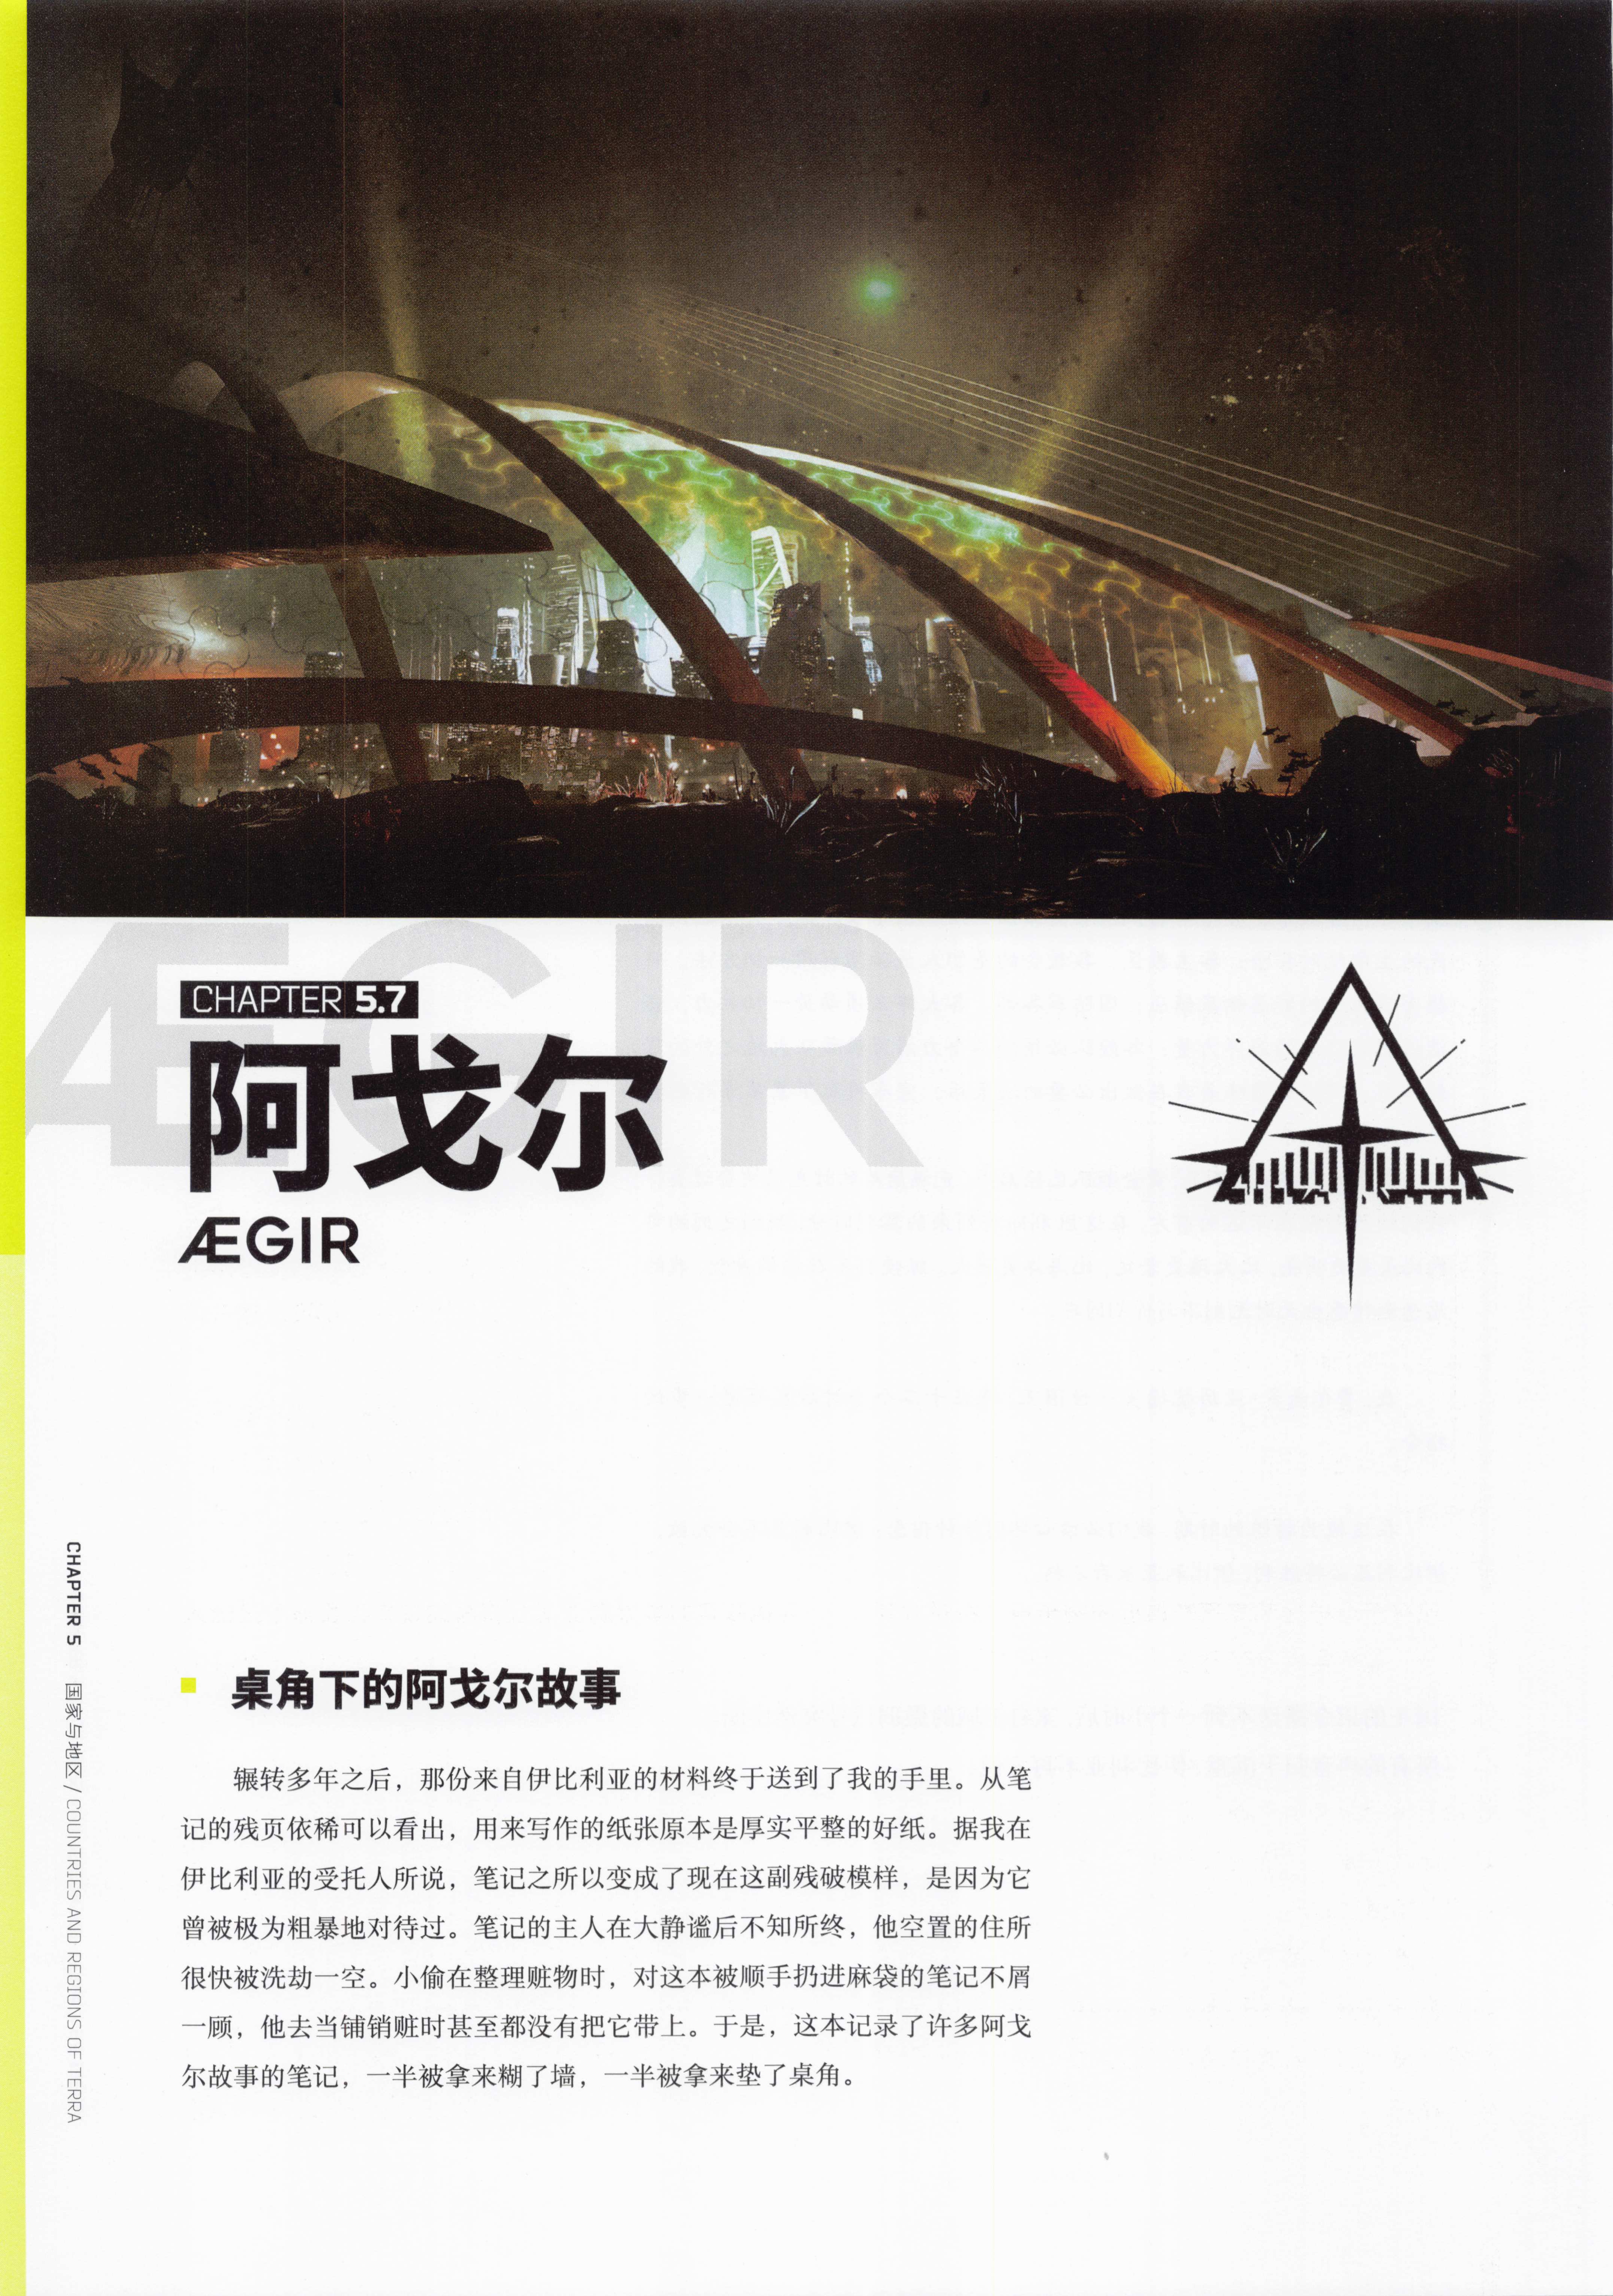 ÆGIR
CHAPTER 5.7
阿戈尔
ÆGIR
桌角下的阿戈尔故事
辗转多年之后，那份来自伊比利亚的材料终于送到了我的手里。从笔
记的残页依稀可以看出，用来写作的纸张原本是厚实平整的好纸。据我在
伊比利亚的受托人所说，笔记之所以变成了现在这副残破模样，是因为它
曾被极为粗暴地对待过。笔记的主人在大静谧后不知所终，他空置的住所
很快被洗劫一空。小偷在整理赃物时，对这本被顺手扔进麻袋的笔记不屑
一顾，他去当铺销赃时甚至都没有把它带上。于是，这本记录了许多阿戈
尔故事的笔记，一半被拿来糊了墙，一半被拿来垫了桌角。
CHAPTER 5 国家与地区 / COUNTRIES AND REGIONS OF TERRA